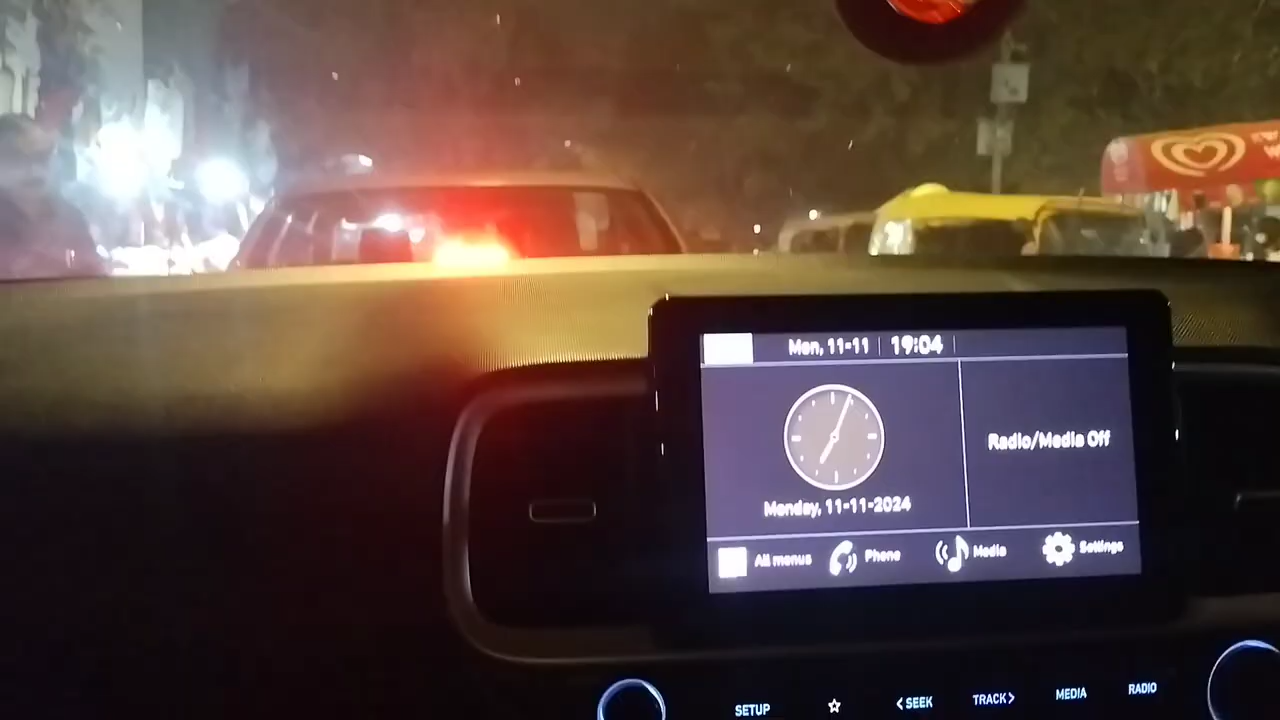 Mon, 11-11
19:04
Radio/Media Off
Monday, 11-11-2024
All menus
Phone
Media
Settings
SETUP
< SEEK
TRACK >
MEDIA
RADIO